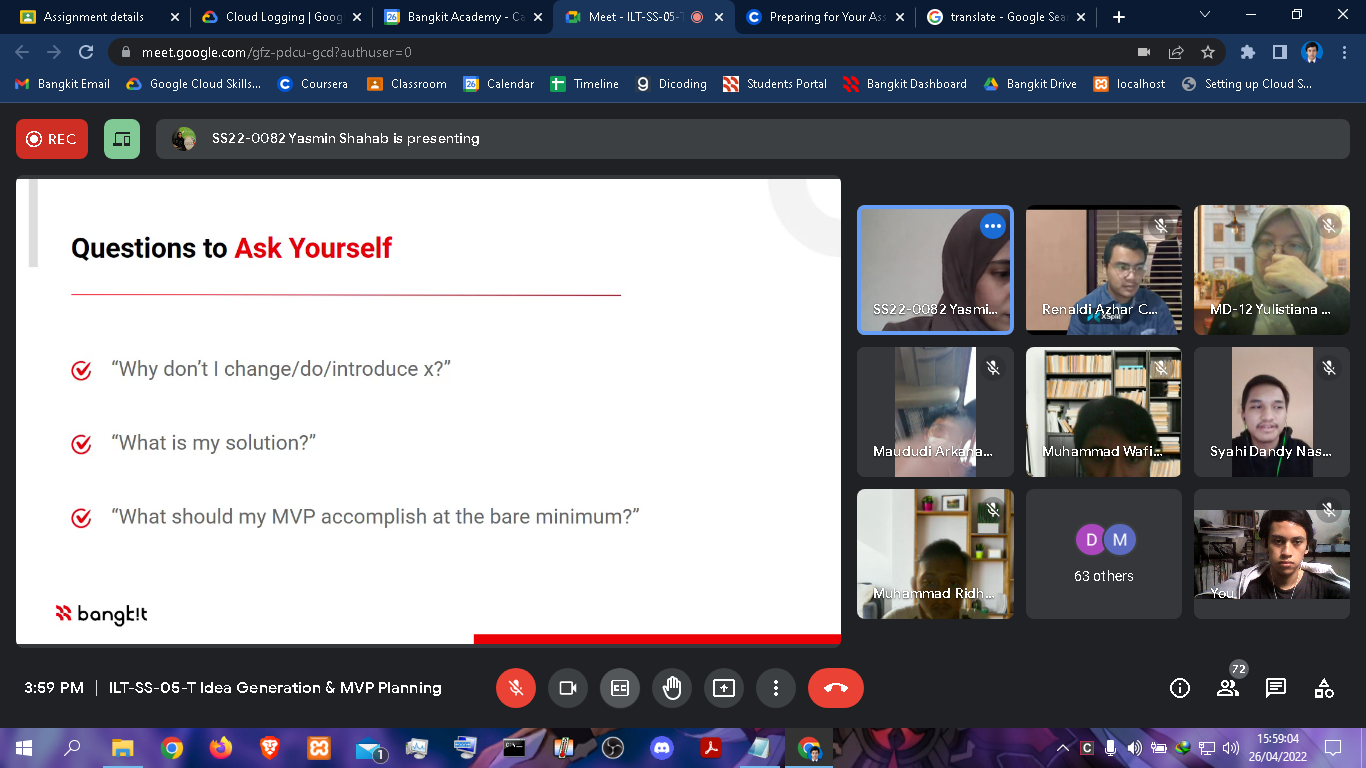 Assignment details
Cloud Logging | Goog
Bangkit Academy - Ca
Meet - ILT-SS-05-T
Preparing for Your Ass
translate - Google Sea
meet.google.com/gfz-pdcu-gcd?authuser=0
Bangkit Email
Google Cloud Skills...
Coursera
Classroom
26
Calendar
Timeline
Dicoding
Students Portal
Bangkit Dashboard
Bangkit Drive
localhost
Setting up Cloud S...
REC
SS22-0082 Yasmin Shahab is presenting
Questions to Ask Yourself
“Why don’t I change/do/introduce x?”
“What is my solution?”
“What should my MVP accomplish at the bare minimum?”
bangk!t
SS22-0082 Yasmi...
Renaldi Azhar C...
MD-12 Yulistiana ...
Maududi Arkana...
Muhammad Wafi...
Syahi Dandy Nas...
Muhammad Ridh...
D M
63 others
You
3:59 PM | ILT-SS-05-T Idea Generation & MVP Planning
72
1
15:59:04
26/04/2022